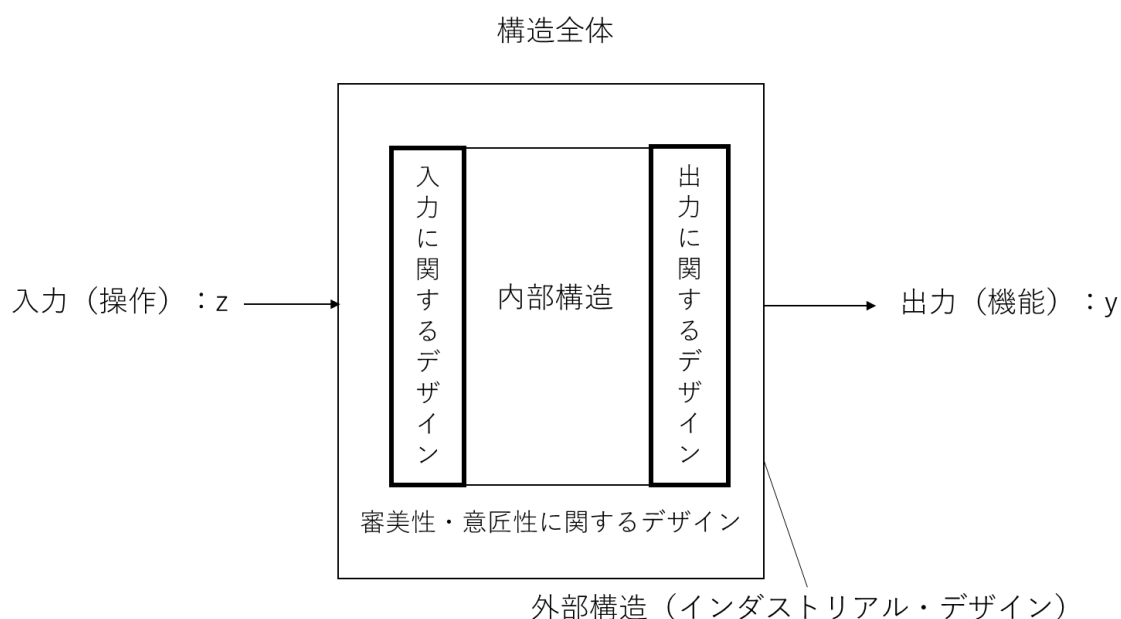 構造全体
入力に関するデザイン
出力に関するデザイン
入力（操作）：z
内部構造
出力（機能）：y
審美性・意匠性に関するデザイン
外部構造（インダストリアル・デザイン）